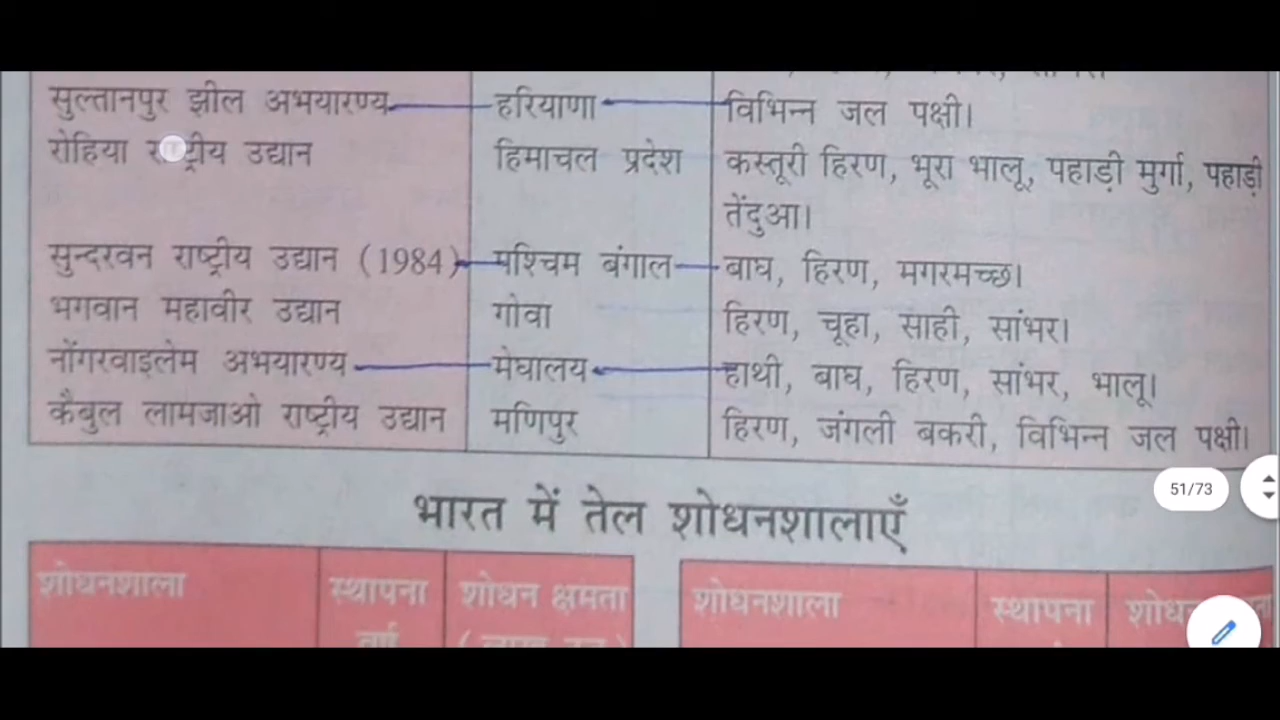 सुल्तानपुर झील अभयारण्य हरियाणा विभिन्न जल पक्षी।
रोहिया राष्ट्रीय उद्यान हिमाचल प्रदेश कस्तूरी हिरण, भूरा भालू, पहाड़ी मुर्गा, पहाड़ी
तेंदुआ।
सुन्दरवन राष्ट्रीय उद्यान (1984) पश्चिम बंगाल बाघ, हिरण, मगरमच्छ।
भगवान महावीर उद्यान गोवा हिरण, चूहा, साही, सांभर।
नोंगरवाइलेम अभयारण्य मेघालय हाथी, बाघ, हिरण, सांभर, भालू।
कैबुल लामजाओ राष्ट्रीय उद्यान मणिपुर हिरण, जंगली बकरी, विभिन्न जल पक्षी।
51/73
भारत में तेल शोधनशालाएँ
शोधनशाला स्थापना शोधन क्षमता शोधनशाला स्थापना